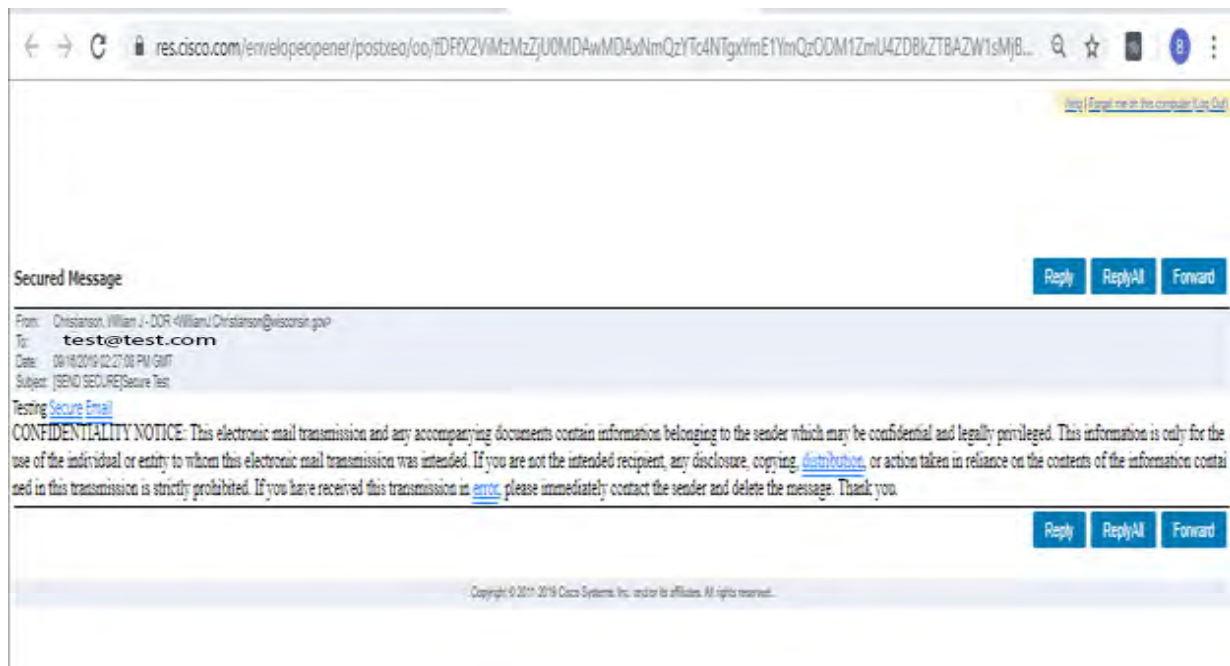 res.cisco.com/envelopeopener/postxeq/oo/
Help | Forget me on this computer (Log Out)
Secured Message
Reply ReplyAll Forward
From: Christianson, William J - DOR <WilliamJ.Christianson@wisconsin.gov>
To: test@test.com
Date: 09/16/2019 02:27:08 PM GMT
Subject: [SEND SECURE]Secure Test
Testing Secure Email
CONFIDENTIALITY NOTICE: This electronic mail transmission and any accompanying documents contain information belonging to the sender which may be confidential and legally privileged. This information is only for the
use of the individual or entity to whom this electronic mail transmission was intended. If you are not the intended recipient, any disclosure, copying, distribution, or action taken in reliance on the contents of the information contai
ned in this transmission is strictly prohibited. If you have received this transmission in error, please immediately contact the sender and delete the message. Thank you.
Reply ReplyAll Forward
Copyright © 2011-2019 Cisco Systems, Inc. and/or its affiliates. All rights reserved.